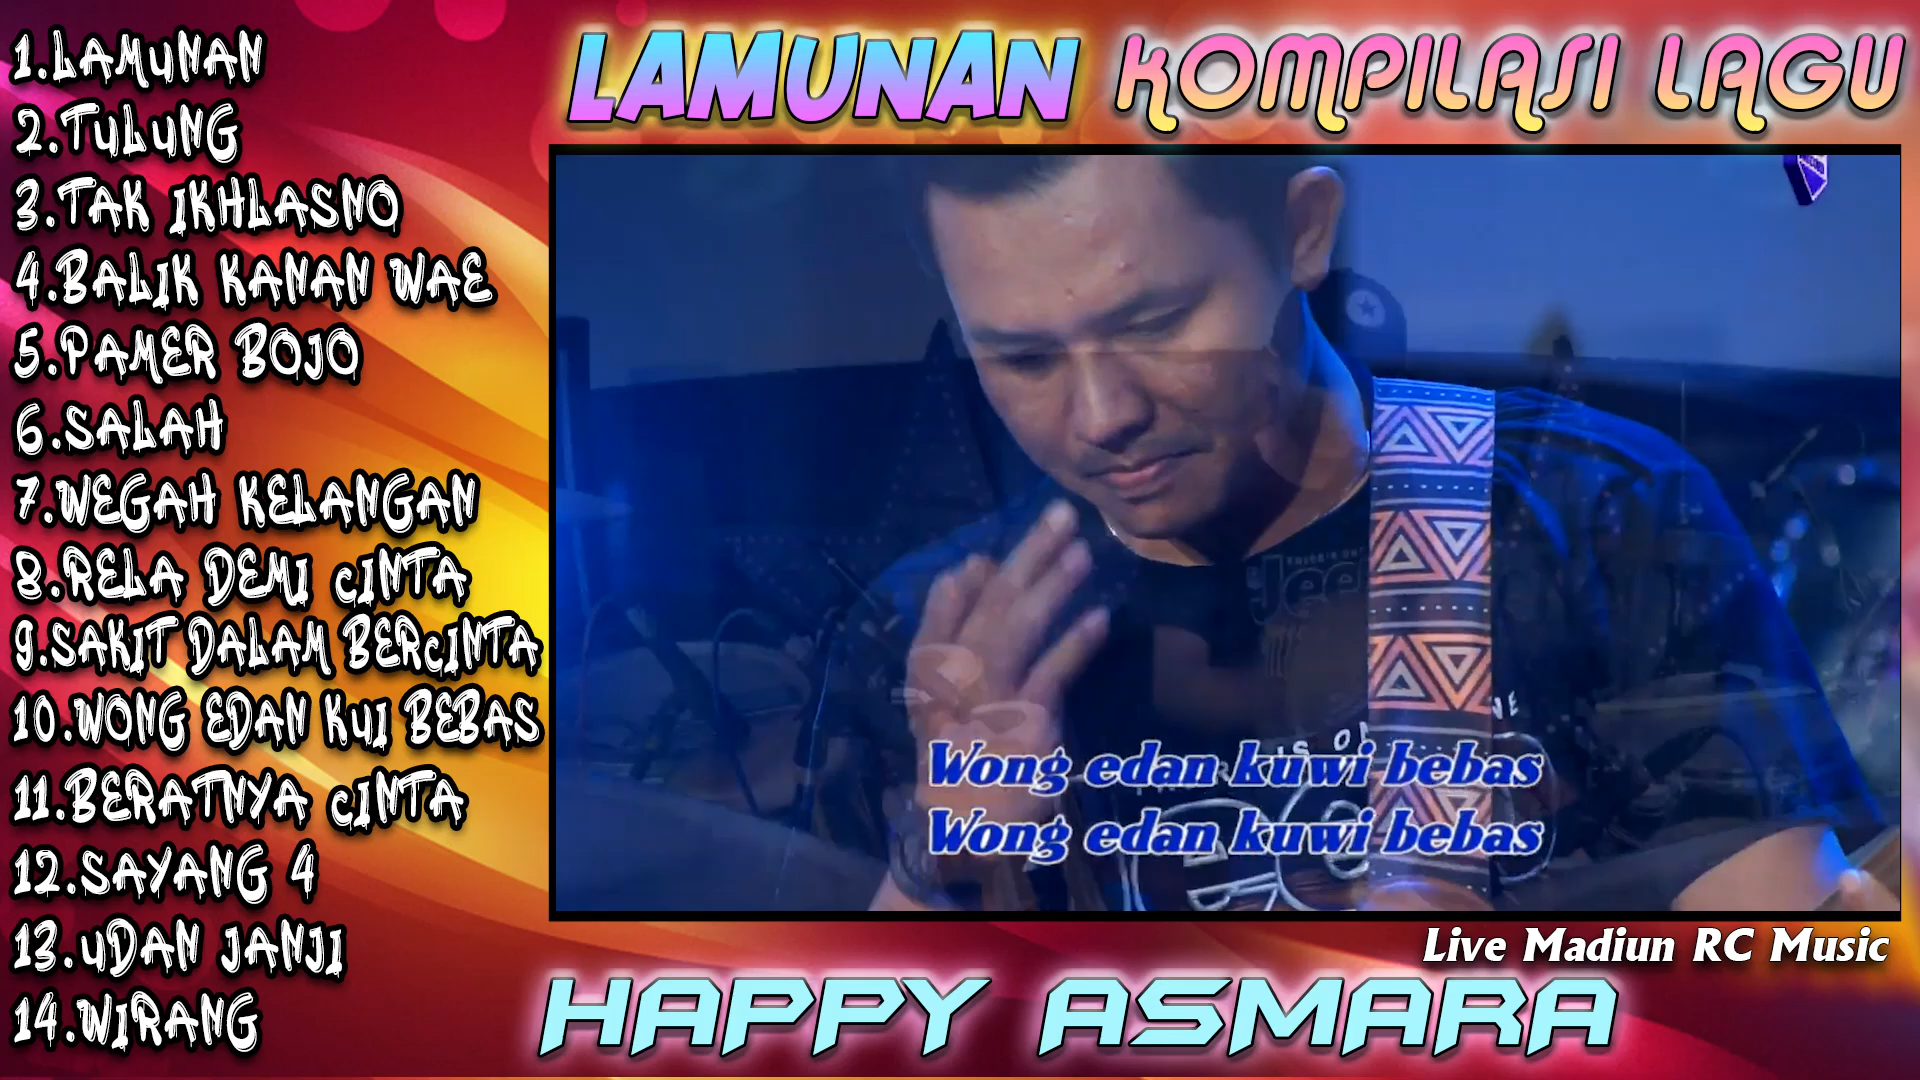 LAMUNAN KOMPILASI LAGU
1.LAMUNAN
2.TULUNG
3.TAK IKHLASNO
4.BALIK KANAN WAE
5.PAMER BOJO
6.SALAH
7.WEGAH KELANGAN
8.RELA DEMI CINTA
9.SAKIT DALAM BERCINTA
10.WONG EDAN KUI BEBAS
11.BERATNYA CINTA
12.SAYANG 4
13.UDAN JANJI
14.WIRANG
Jee
Wong edan kuwi bebas
Wong edan kuwi bebas
Live Madiun RC Music
HAPPY ASMARA